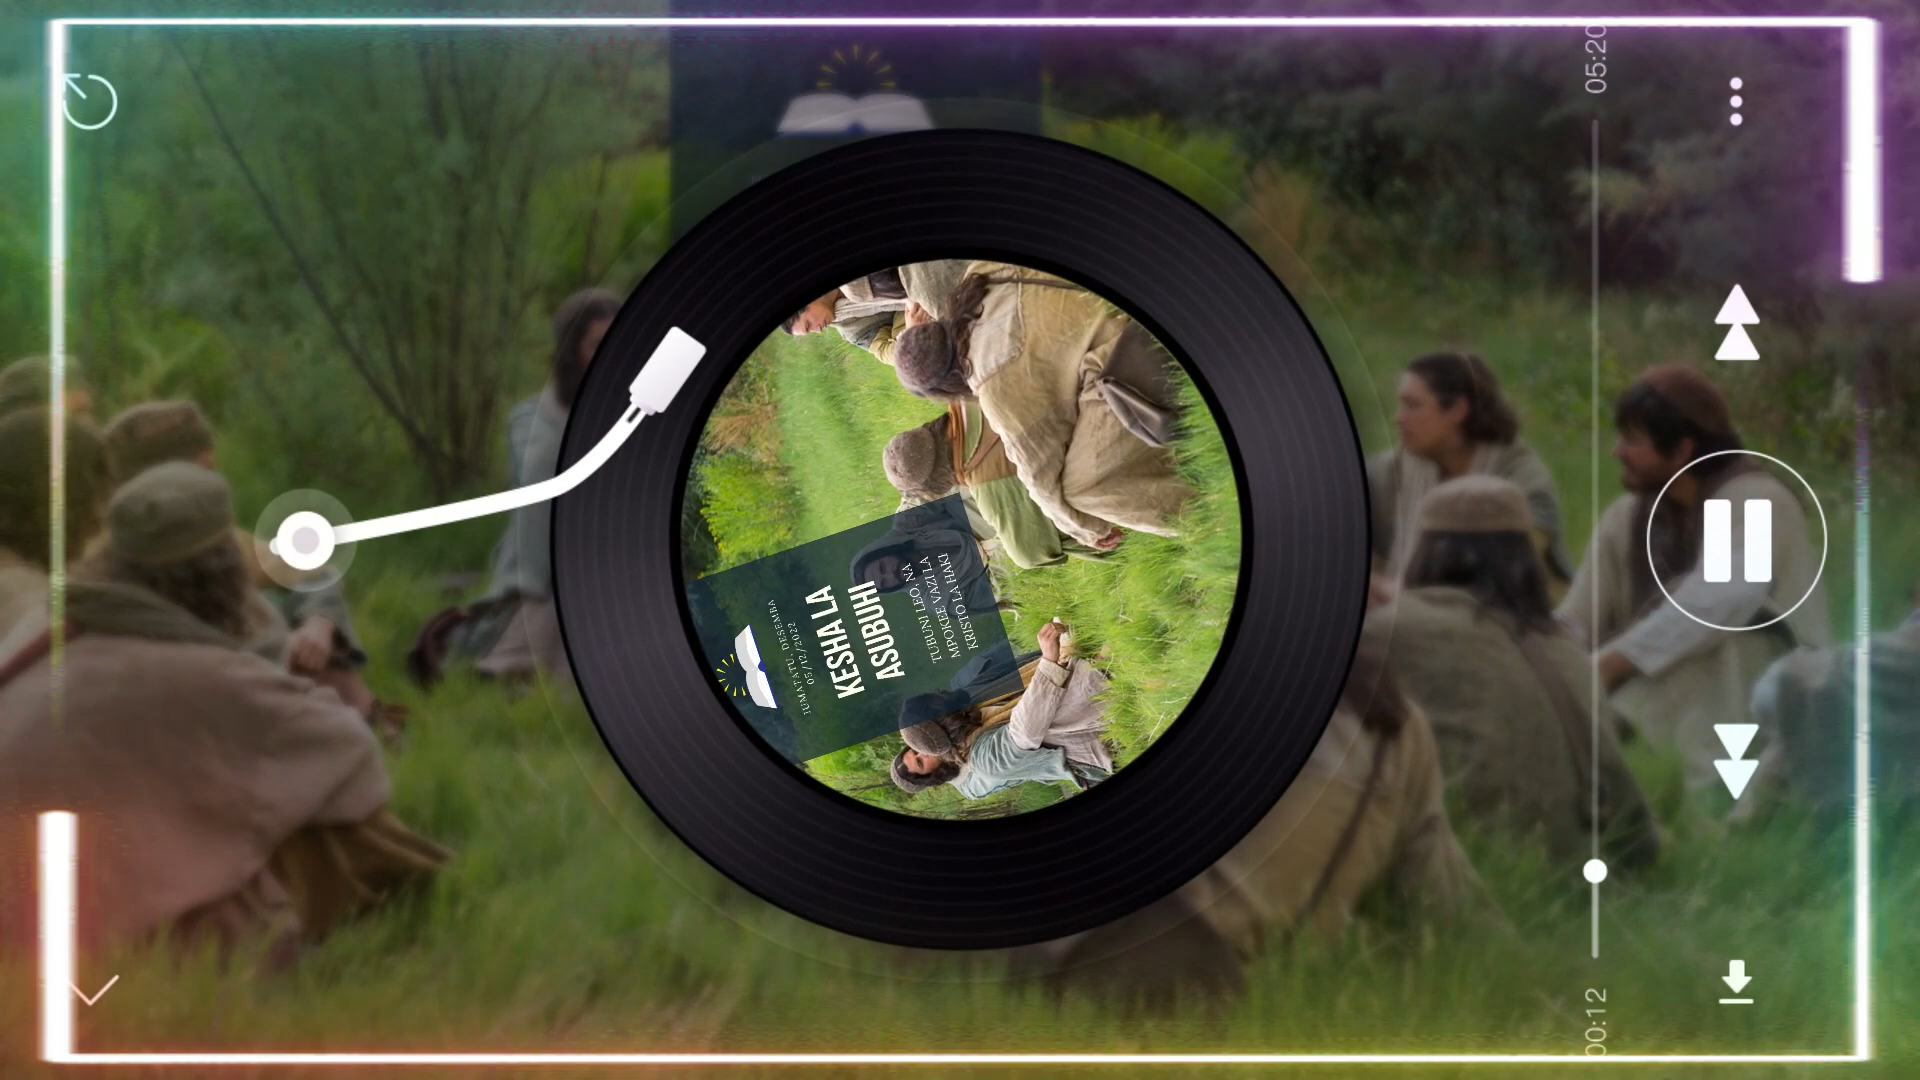 JUMATATU, DESEMBA
05/12/2022
KESHA LA
ASUBUHI
TUBUNI LEO, NA
MPOKEE VAZI LA
KRISTO LA HAKI
00:12
05:20